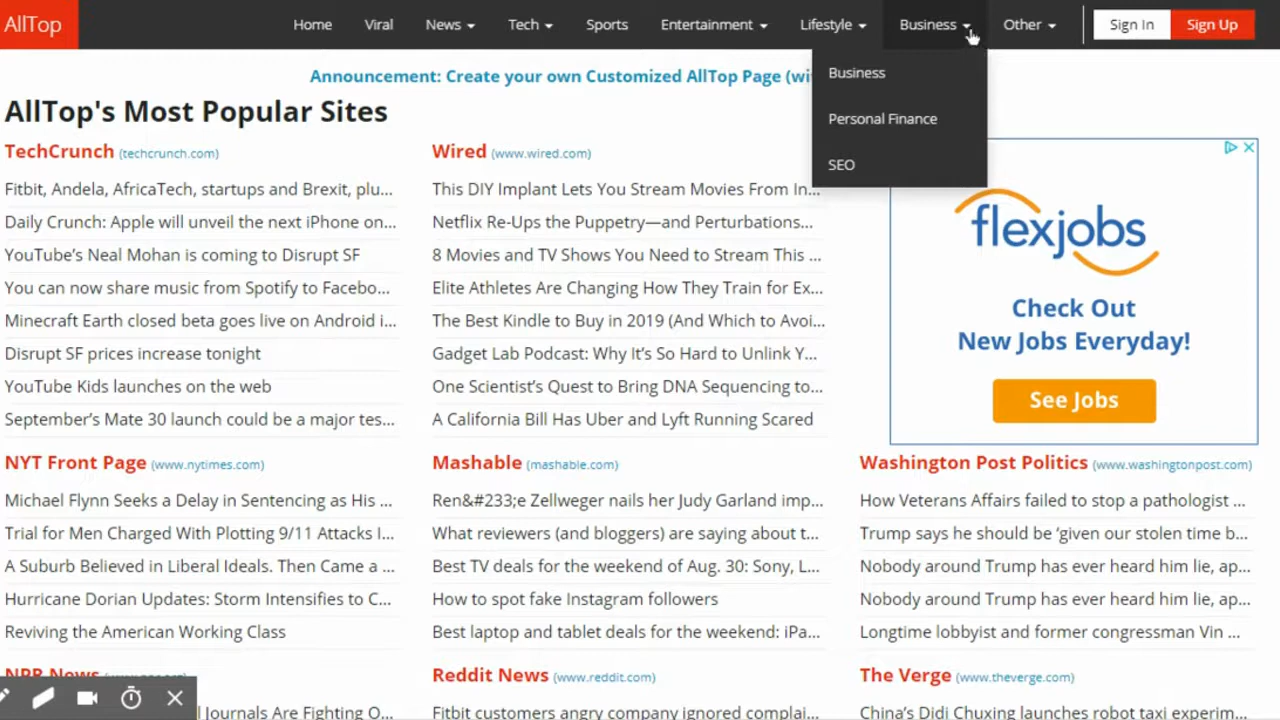 AllTop
Home
Viral
News
Tech
Sports
Entertainment
Lifestyle
Business
Other
Sign In
Sign Up
Business
Personal Finance
SEO
Announcement: Create your own Customized AllTop Page (wi
AllTop's Most Popular Sites
TechCrunch (techcrunch.com)
Fitbit, Andela, AfricaTech, startups and Brexit, plu...
Daily Crunch: Apple will unveil the next iPhone on...
YouTube's Neal Mohan is coming to Disrupt SF
You can now share music from Spotify to Facebo...
Minecraft Earth closed beta goes live on Android i...
Disrupt SF prices increase tonight
YouTube Kids launches on the web
September's Mate 30 launch could be a major tes...
Wired (www.wired.com)
This DIY Implant Lets You Stream Movies From In...
Netflix Re-Ups the Puppetry—and Perturbations...
8 Movies and TV Shows You Need to Stream This ...
Elite Athletes Are Changing How They Train for Ex...
The Best Kindle to Buy in 2019 (And Which to Avoi...
Gadget Lab Podcast: Why It's So Hard to Unlink Y...
One Scientist's Quest to Bring DNA Sequencing to...
A California Bill Has Uber and Lyft Running Scared
flexjobs
Check Out
New Jobs Everyday!
See Jobs
NYT Front Page (www.nytimes.com)
Michael Flynn Seeks a Delay in Sentencing as His ...
Trial for Men Charged With Plotting 9/11 Attacks I...
A Suburb Believed in Liberal Ideals. Then Came a ...
Hurricane Dorian Updates: Storm Intensifies to C...
Reviving the American Working Class
Mashable (mashable.com)
Ren&#233;e Zellweger nails her Judy Garland imp...
What reviewers (and bloggers) are saying about t...
Best TV deals for the weekend of Aug. 30: Sony, L...
How to spot fake Instagram followers
Best laptop and tablet deals for the weekend: iPa...
Washington Post Politics (www.washingtonpost.com)
How Veterans Affairs failed to stop a pathologist ...
Trump says he should be 'given our stolen time b...
Nobody around Trump has ever heard him lie, ap...
Nobody around Trump has ever heard him lie, ap...
Longtime lobbyist and former congressman Vin ...
NPR News
Journals Are Fighting O...
Reddit News (www.reddit.com)
Fitbit customers angry company ignored complai...
The Verge (www.theverge.com)
China's Didi Chuxing launches robot taxi experim...